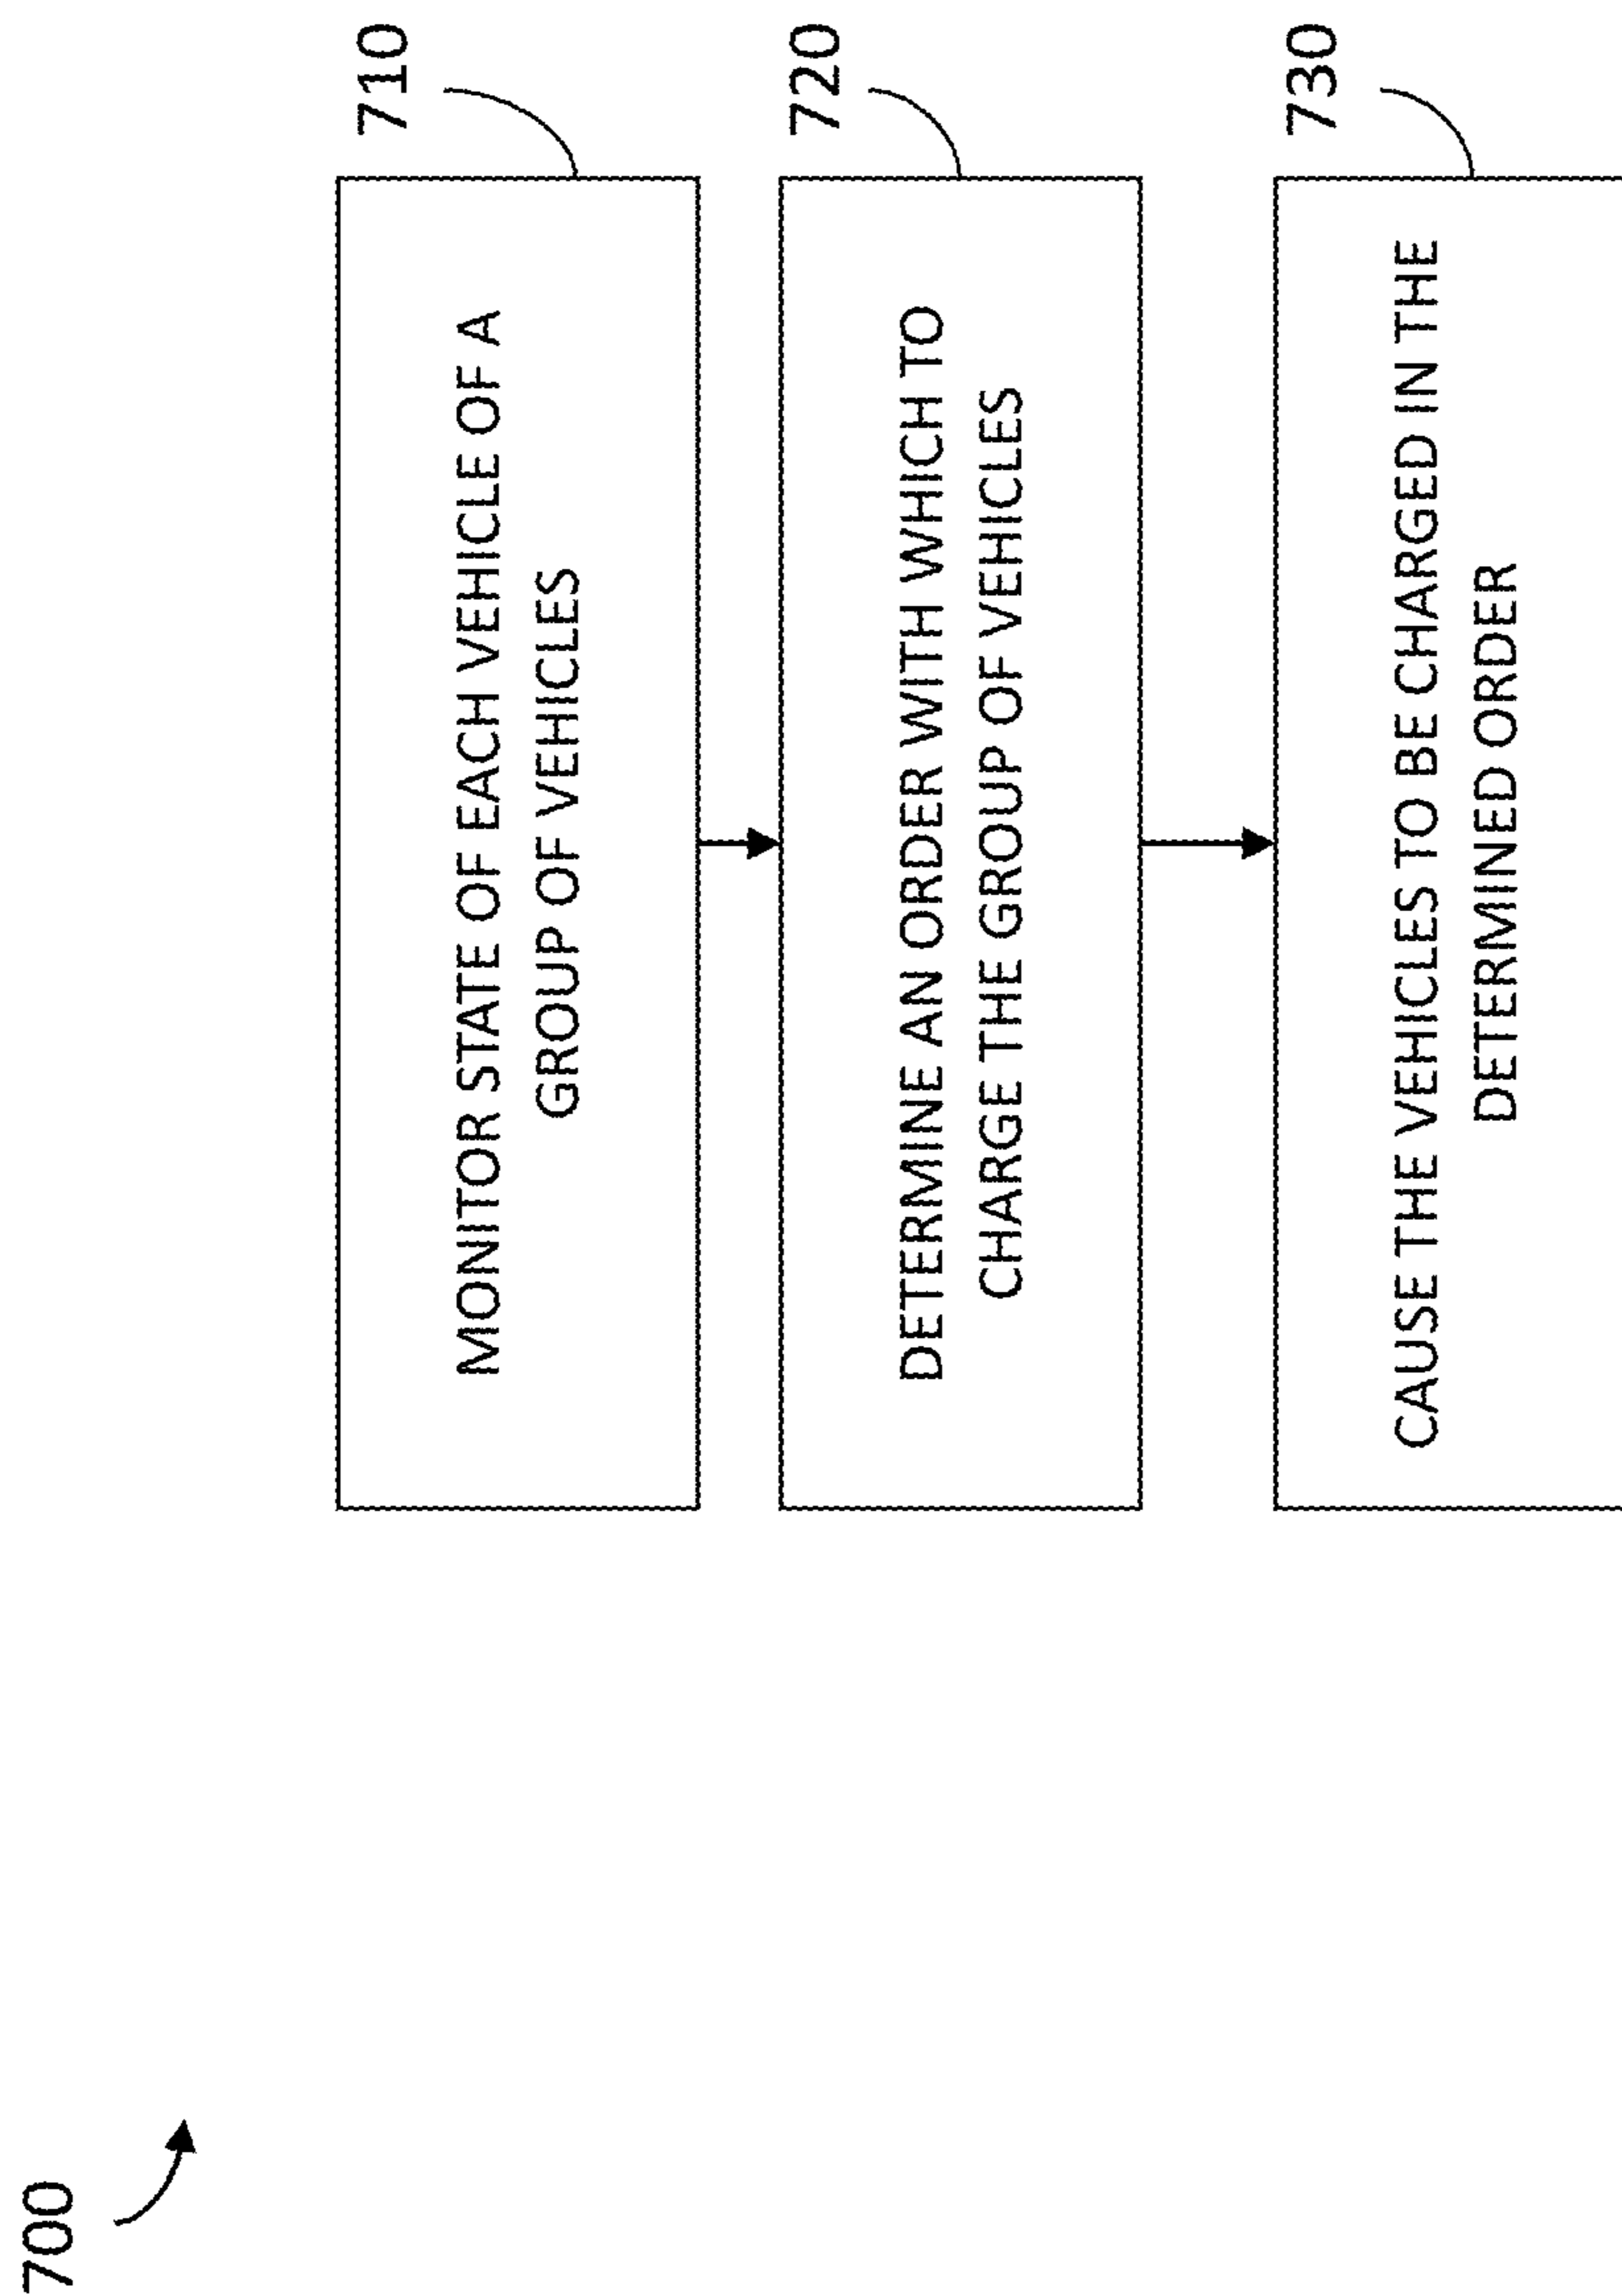 700
710
MONITOR STATE OF EACH VEHICLE OF A
GROUP OF VEHICLES
720
DETERMINE AN ORDER WITH WHICH TO
CHARGE THE GROUP OF VEHICLES
730
CAUSE THE VEHICLES TO BE CHARGED IN THE
DETERMINED ORDER